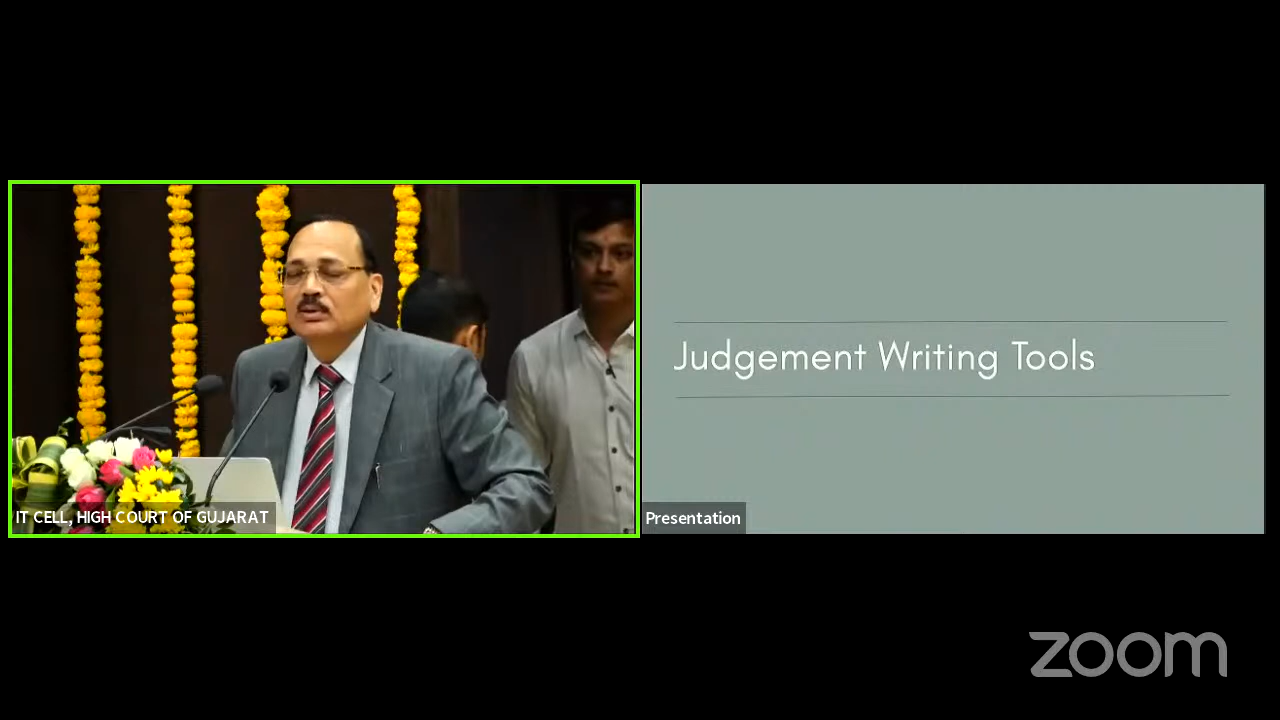 Judgement Writing Tools
IT CELL, HIGH COURT OF GUJARAT
Presentation
zoom